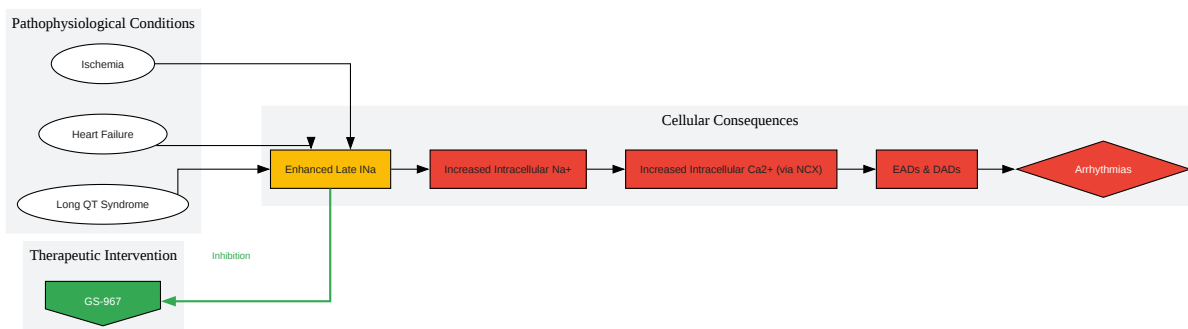 Pathophysiological Conditions
Ischemia
Heart Failure
Long QT Syndrome
Cellular Consequences
Enhanced Late INa
Increased Intracellular Na+
Increased Intracellular Ca2+ (via NCX)
EADs & DADs
Arrhythmias
Therapeutic Intervention
Inhibition
GS-967